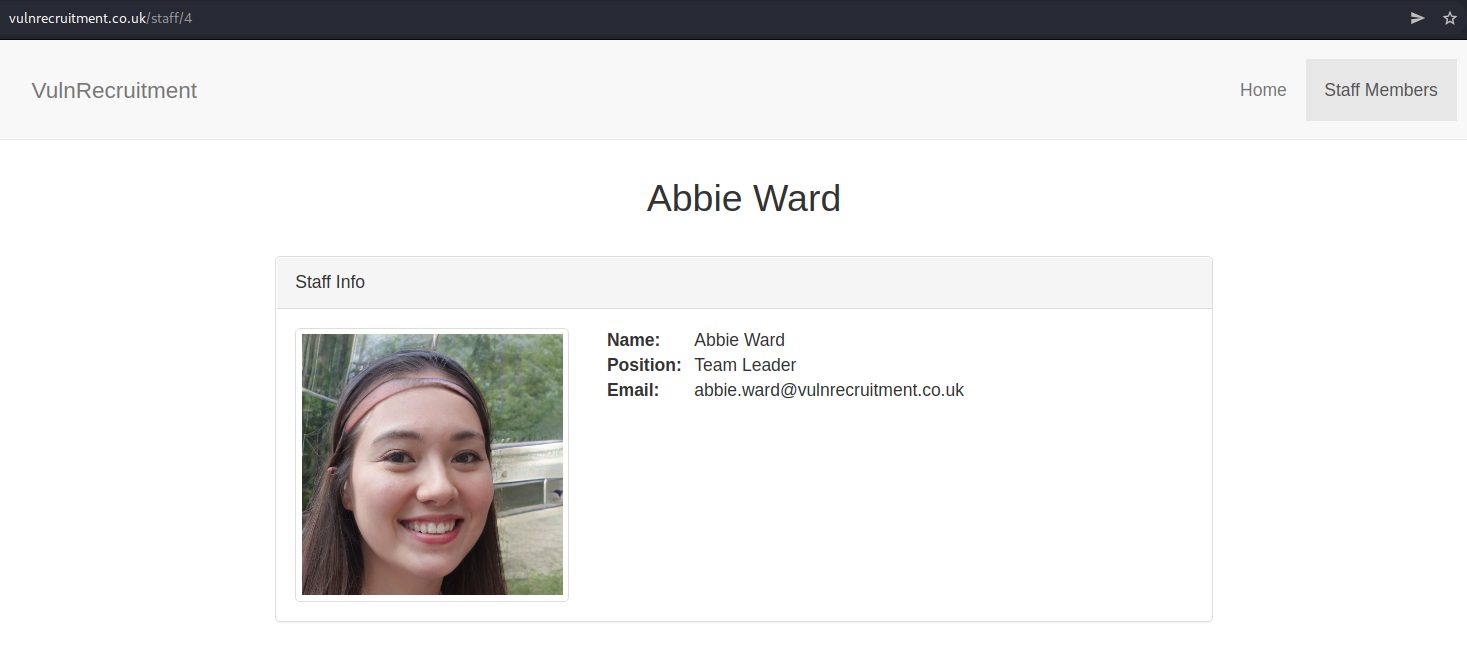 vulnrecruitment.co.uk/staff/4
VulnRecruitment
Home
Staff Members
Abbie Ward
Staff Info
Name: Abbie Ward
Position: Team Leader
Email: abbie.ward@vulnrecruitment.co.uk